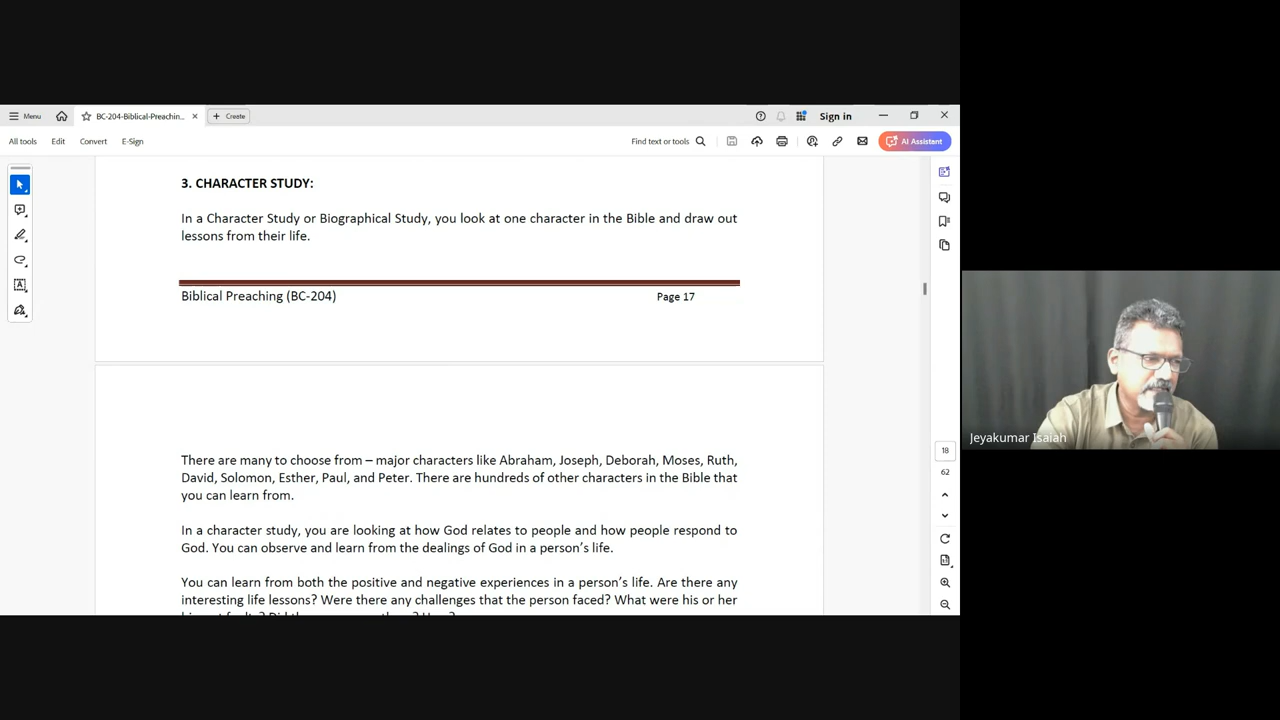 BC-204-Biblical-Preachin...
Create
Menu
Sign in
All tools
Edit
Convert
E-Sign
Find text or tools
AI Assistant
3. CHARACTER STUDY:
In a Character Study or Biographical Study, you look at one character in the Bible and draw out
lessons from their life.
Biblical Preaching (BC-204)
Page 17
There are many to choose from – major characters like Abraham, Joseph, Deborah, Moses, Ruth,
David, Solomon, Esther, Paul, and Peter. There are hundreds of other characters in the Bible that
you can learn from.
In a character study, you are looking at how God relates to people and how people respond to
God. You can observe and learn from the dealings of God in a person's life.
You can learn from both the positive and negative experiences in a person's life. Are there any
interesting life lessons? Were there any challenges that the person faced? What were his or her
18
62
Jeyakumar Isaiah